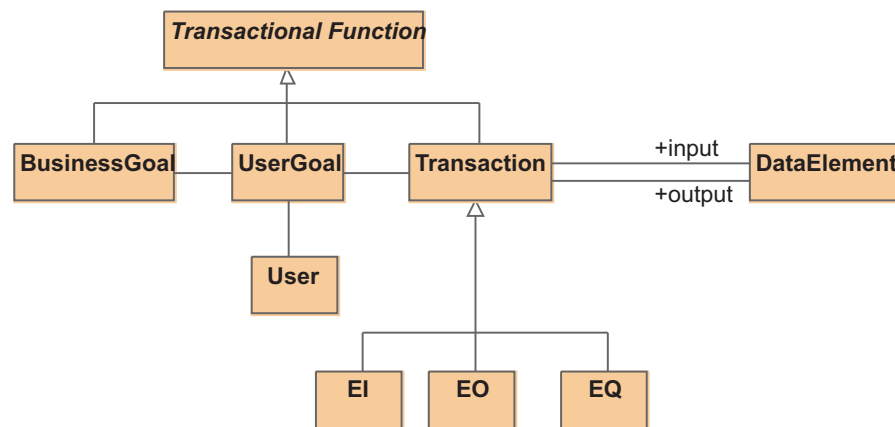 Transactional Function
BusinessGoal
UserGoal
Transaction
+input
DataElement
+output
User
EI
EO
EQ